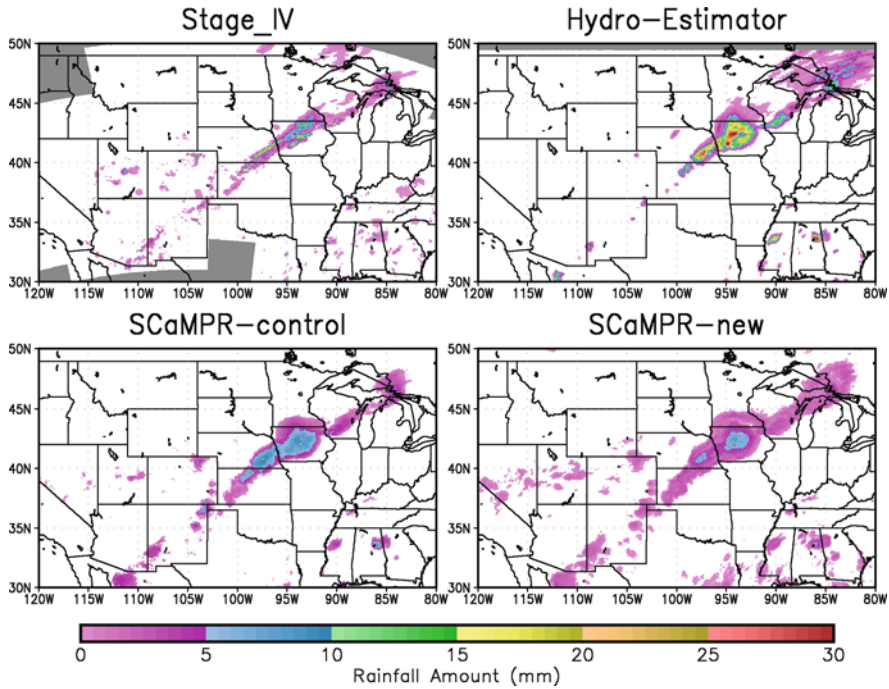 Stage_IV
Hydro-Estimator
50N
45N
40N
35N
30N
120W 115W 110W 105W 100W 95W 90W 85W 80W
50N
45N
40N
35N
30N
120W 115W 110W 105W 100W 95W 90W 85W 80W
SCaMPR-control
SCaMPR-new
50N
45N
40N
35N
30N
120W 115W 110W 105W 100W 95W 90W 85W 80W
50N
45N
40N
35N
30N
120W 115W 110W 105W 100W 95W 90W 85W 80W
0 5 10 15 20 25 30
Rainfall Amount (mm)